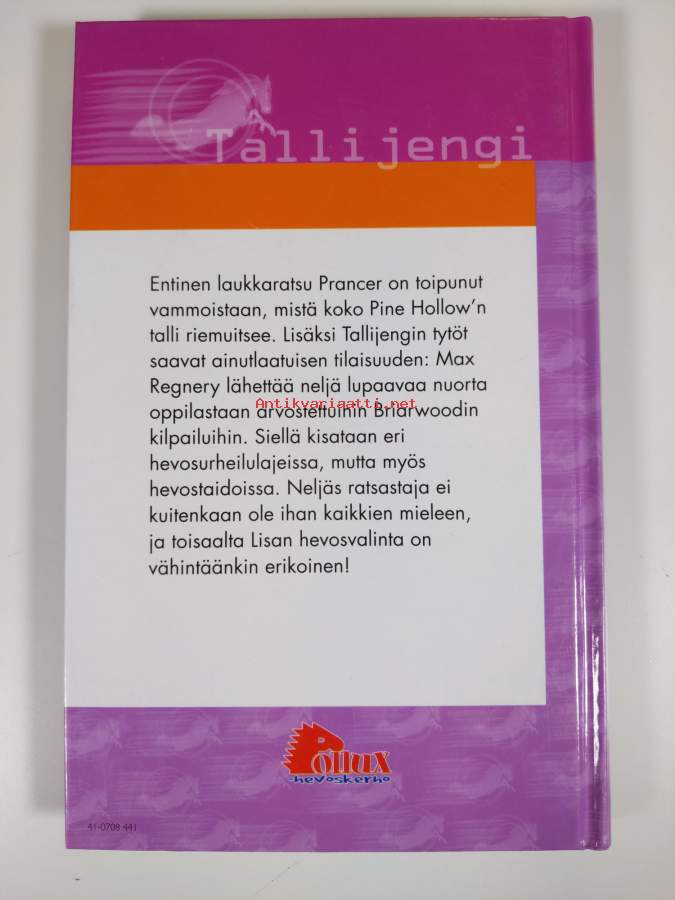 Tallijengi
Entinen laukkaratsu Prancer on toipunut
vammoistaan, mistä koko Pine Hollow'n
talli riemuitsee. Lisäksi Tallijengin tytöt
saavat ainutlaatuisen tilaisuuden: Max
Regnery lähettää neljä lupaavaa nuorta
oppilastaan arvostettuihin Briarwoodin
Antikvariaatti.net
kilpailuihin. Siellä kisataan eri
hevosurheilulajeissa, mutta myös
hevostaidoissa. Neljäs ratsastaja ei
kuitenkaan ole ihan kaikkien mieleen,
ja toisaalta Lisan hevosvalinta on
vähintäänkin erikoinen!
Pollux
-hevoskerho
41-0708 441